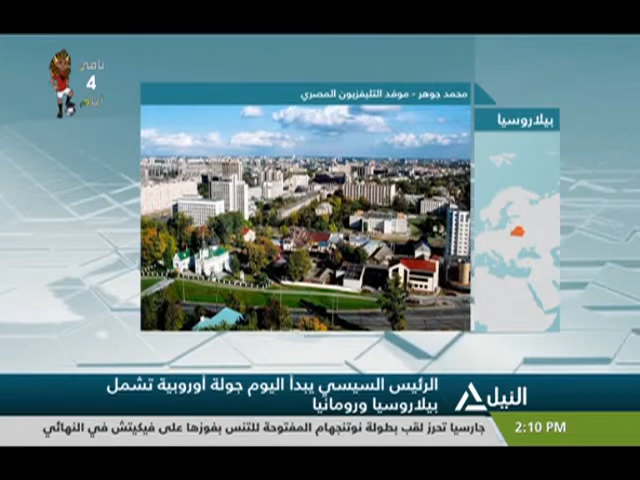 باقي
4
أيام
محمد جوهر - موفد التليفزيون المصري
بيلاروسيا
الرئيس السيسي يبدأ اليوم جولة أوروبية تشمل
بيلاروسيا ورومانيا
النيل
جارسيا تحرز لقب بطولة نوتنجهام المفتوحة للتنس بفوزها على فيكيتش في النهائي
2:10 PM